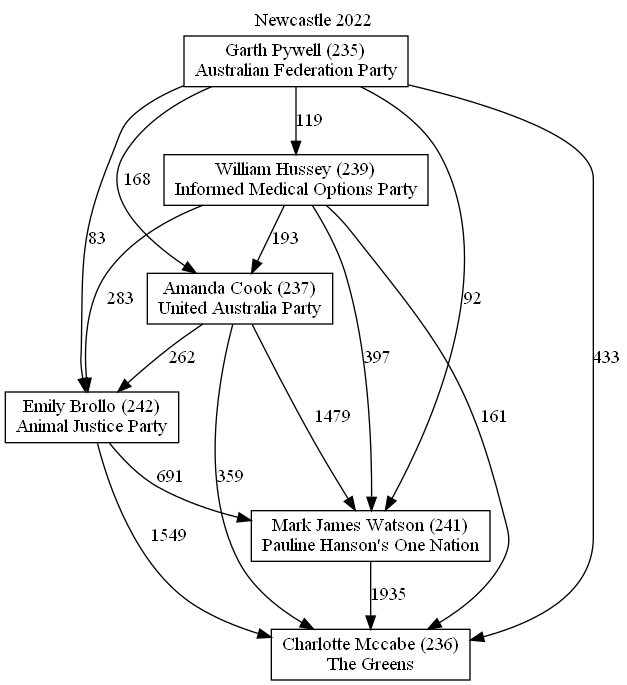 Newcastle 2022
Garth Pywell (235)
Australian Federation Party
119
William Hussey (239)
Informed Medical Options Party
168
83
193
Amanda Cook (237)
United Australia Party
283
92
262
397
433
Emily Brollo (242)
Animal Justice Party
1479
161
691
359
Mark James Watson (241)
Pauline Hanson's One Nation
1549
1935
Charlotte Mccabe (236)
The Greens